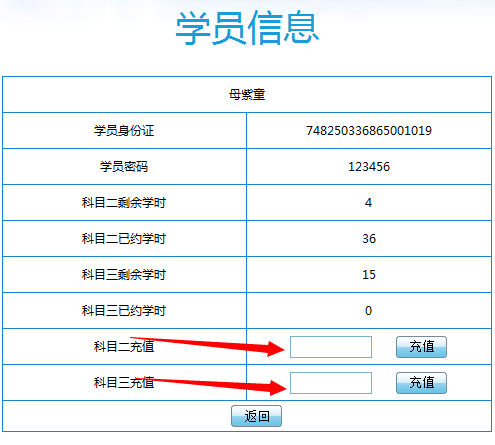 学员信息
母紫童
学员身份证 748250336865001019
学员密码 123456
科目二剩余学时 4
科目二已约学时 36
科目三剩余学时 15
科目三已约学时 0
科目二充值 充值
科目三充值 充值
返回